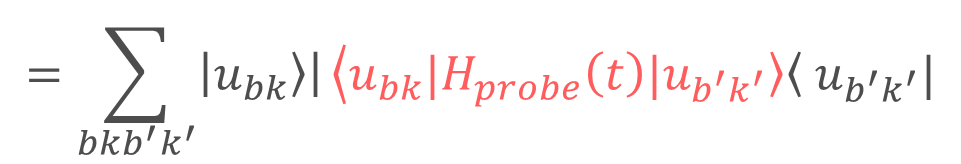 = ∑_{bkb′k′} |u_{bk}⟩| ⟨u_{bk}|H_{probe}(t)|u_{b′k′}⟩⟨ u_{b′k′}|